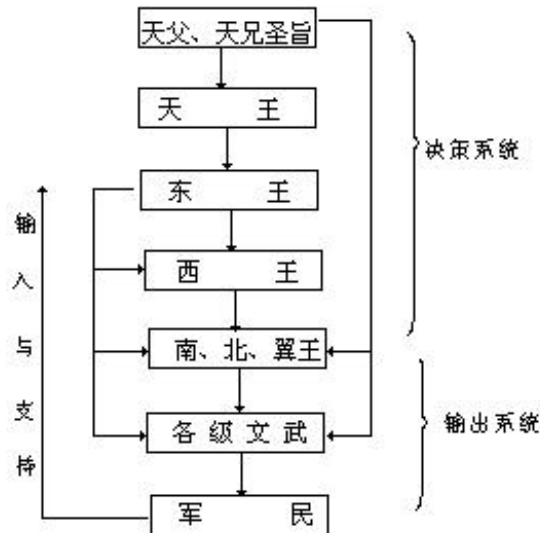 天父、天兄圣旨
天 王
东 王
西 王
南、北、翼王
各级文武
军 民
输入与支持
决策系统
输出系统